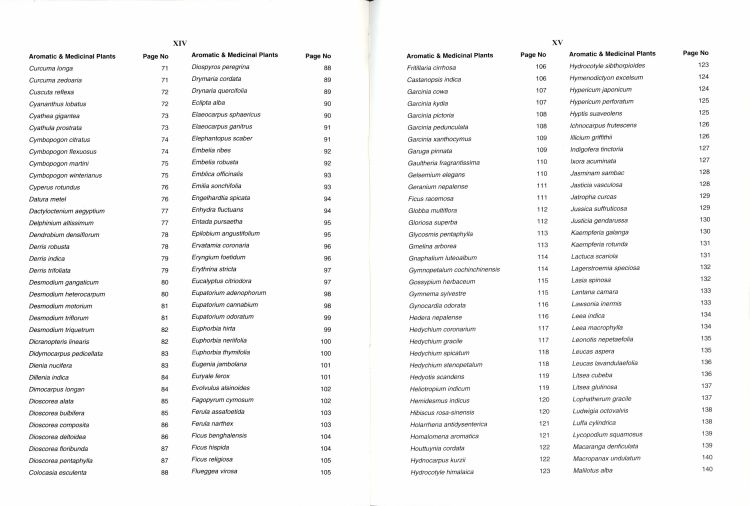 XIV
Aromatic & Medicinal Plants Page No
Curcuma longa 71
Curcuma zedoaria 71
Cuscuta reflexa 72
Cyananthus lobatus 72
Cyathea gigantea 73
Cyathula prostrata 73
Cymbopogon citratus 74
Cymbopogon flexuosus 74
Cymbopogon martini 75
Cymbopogon winterianus 75
Cyperus rotundus 76
Datura metel 76
Dactyloctenium aegyptium 77
Delphinium altissimum 77
Dendrobium densiflorum 78
Derris robusta 78
Derris indica 79
Derris trifoliata 79
Desmodium gangaticum 80
Desmodium heterocarpum 80
Desmodium motorium 81
Desmodium triflorum 81
Desmodium triquetrum 82
Dicranopteris linearis 82
Didymocarpus pedicellata 83
Dienia nucifera 83
Dillenia indica 84
Dimocarpus longan 84
Dioscorea alata 85
Dioscorea bulbifera 85
Dioscorea composita 86
Dioscorea deltoidea 86
Dioscorea floribunda 87
Dioscorea pentaphylla 87
Colocasia esculenta 88
Aromatic & Medicinal Plants Page No
Diospyros peregrina 88
Drymaria cordata 89
Drynaria quercifolia 89
Eclipta alba 90
Elaeocarpus sphaericus 90
Elaeocarpus ganitrus 91
Elephantopus scaber 91
Embelia ribes 92
Embelia robusta 92
Emblica officinalis 93
Emilia sonchifolia 93
Engelhardtia spicata 94
Enhydra fluctuans 94
Entada pursaetha 95
Epilobium angustifolium 95
Ervatamia coronaria 96
Eryngium foetidum 96
Erythrina stricta 97
Eucalyptus citriodora 97
Eupatorium adenophorum 98
Eupatorium cannabium 98
Eupatorium odoratum 99
Euphorbia hirta 99
Euphorbia neriifolia 100
Euphorbia thymifolia 100
Eugenia jambolana 101
Euryale ferox 101
Evolvulus alsinoides 102
Fagopyrum cymosum 102
Ferula assafoetida 103
Ferula narthex 103
Ficus benghalensis 104
Ficus hispida 104
Ficus religiosa 105
Flueggea virosa 105
XV
Aromatic & Medicinal Plants Page No
Fritillaria cirrhosa 106
Castanopsis indica 106
Garcinia cowa 107
Garcinia kydia 107
Garcinia pictoria 108
Garcinia pedunculata 108
Garcinia xanthocymus 109
Garuga pinnata 109
Gaultheria fragrantissima 110
Gelsemium elegans 110
Geranium nepalense 111
Ficus racemosa 111
Globba multiflora 112
Gloriosa superba 112
Glycosmis pentaphylla 113
Gmelina arborea 113
Gnaphalium luteoalbum 114
Gymnopetalum cochinchinensis 114
Gossypium herbaceum 115
Gymnema sylvestre 115
Gynocardia odorata 116
Hedera nepalense 116
Hedychium coronarium 117
Hedychium gracile 117
Hedychium spicatum 118
Hedychium stenopetalum 118
Hedyotis scandens 119
Heliotropium indicum 119
Hemidesmus indicus 120
Hibiscus rosa-sinensis 120
Holarrhena antidysenterica 121
Homalomena aromatica 121
Houttuynia cordata 122
Hydnocarpus kurzii 122
Hydrocotyle himalaica 123
Aromatic & Medicinal Plants Page No
Hydrocotyle sibthorpioides 123
Hymenodictyon excelsum 124
Hypericum japonicum 124
Hypericum perforatum 125
Hyptis suaveolens 125
Ichnocarpus frutescens 126
Illicium griffithii 126
Indigofera tinctoria 127
Ixora acuminata 127
Jasminam sambac 128
Jasticia vasculosa 128
Jatropha curcas 129
Jussica suffruticosa 129
Justicia gendarussa 130
Kaempferia galanga 130
Kaempferia rotunda 131
Lactuca scariola 131
Lagerstroemia speciosa 132
Lasia spinosa 132
Lantana camara 133
Lawsonia inermis 133
Leea indica 134
Leea macrophylla 134
Leonotis nepetaefolia 135
Leucas aspera 135
Leucas lavandulaefolia 136
Litsea cubeba 136
Litsea glutinosa 137
Lophatherum gracile 137
Ludwigia octovalvis 138
Luffa cylindrica 138
Lycopodium squamosus 139
Macaranga denticulata 139
Macropanax undulatum 140
Mallotus alba 140